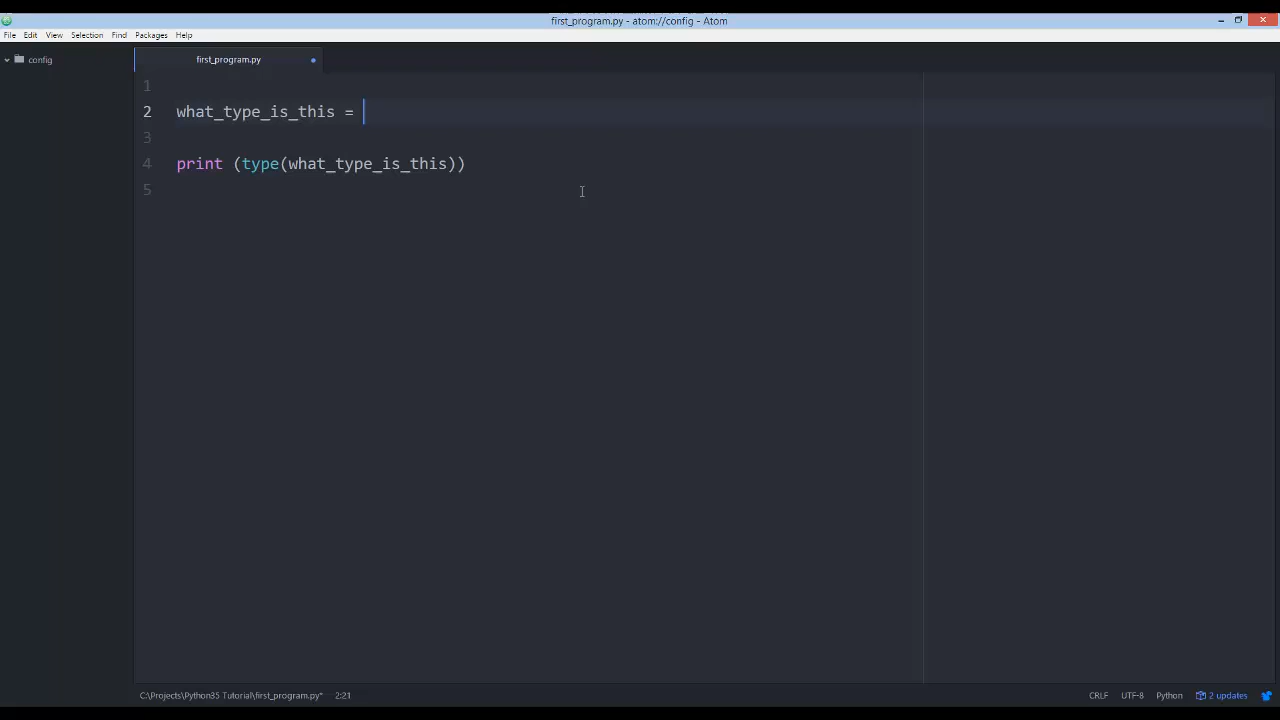 first_program.py - atom://config - Atom
File Edit View Selection Find Packages Help
config
first_program.py
1
2 what_type_is_this =
3
4 print (type(what_type_is_this))
5
C:\Projects\Python35 Tutorial\first_program.py* 2:21 CRLF UTF-8 Python 2 updates